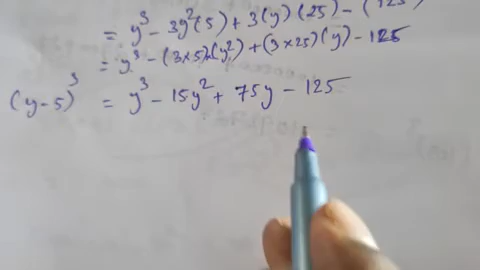 = y³ - 3y²(5) + 3(y)(25) - (125)
= y³ - (3×5)(y²) + (3×25)(y) - 125
(y-5)³ = y³ - 15y² + 75y - 125